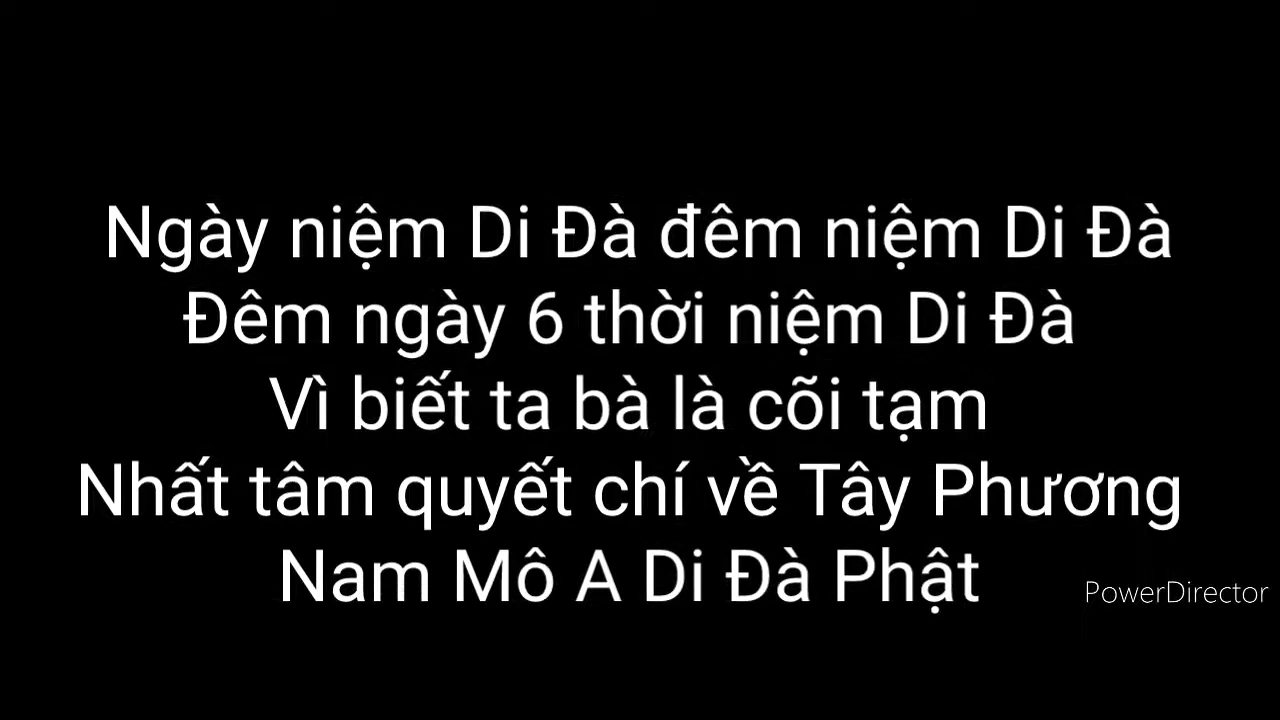 Ngày niệm Di Đà đêm niệm Di Đà
Đêm ngày 6 thời niệm Di Đà
Vì biết ta bà là cõi tạm
Nhất tâm quyết chí về Tây Phương
Nam Mô A Di Đà Phật
PowerDirector